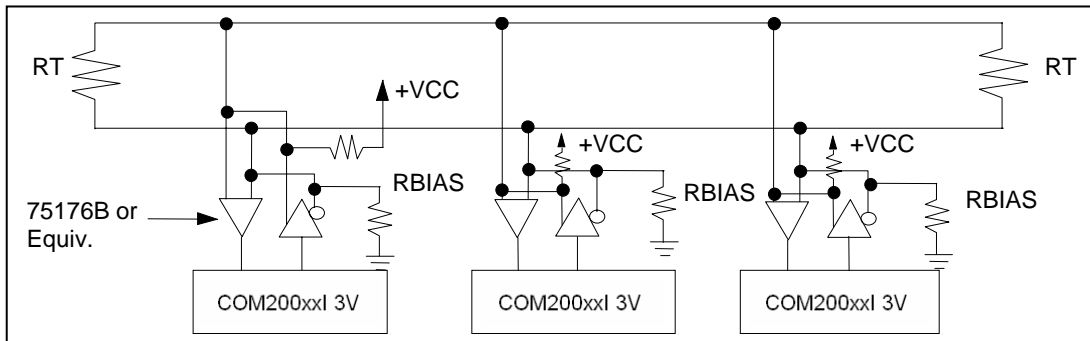 RT
RT
+VCC
+VCC
+VCC
RBIAS
RBIAS
RBIAS
75176B or
Equiv.
COM200xxI 3V
COM200xxI 3V
COM200xxI 3V